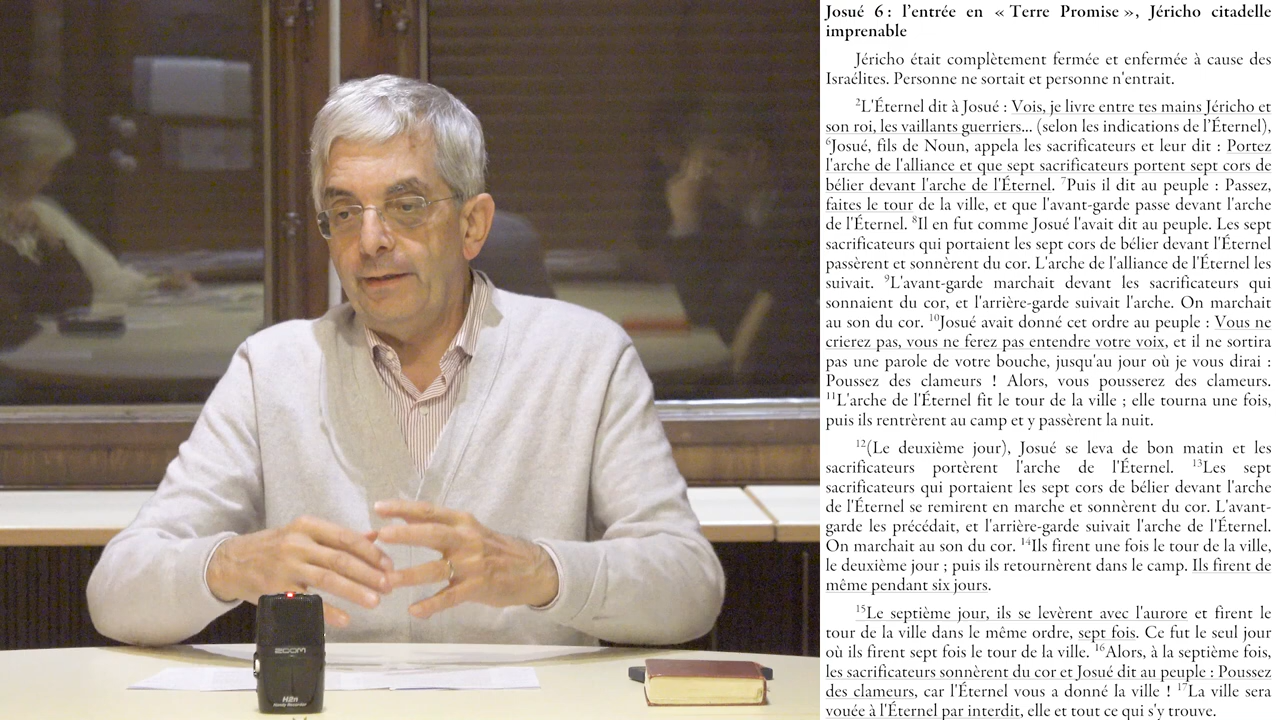 Josué 6 : l'entrée en « Terre Promise », Jéricho citadelle
imprenable
Jéricho était complètement fermée et enfermée à cause des
Israélites. Personne ne sortait et personne n'entrait.
²L'Éternel dit à Josué : Vois, je livre entre tes mains Jéricho et
son roi, les vaillants guerriers... (selon les indications de l'Éternel),
⁶Josué, fils de Noun, appela les sacrificateurs et leur dit : Portez
l'arche de l'alliance et que sept sacrificateurs portent sept cors de
bélier devant l'arche de l'Éternel. ⁷Puis il dit au peuple : Passez,
faites le tour de la ville, et que l'avant-garde passe devant l'arche
de l'Éternel. ⁸Il en fut comme Josué l'avait dit au peuple. Les sept
sacrificateurs qui portaient les sept cors de bélier devant l'Éternel
passèrent et sonnèrent du cor. L'arche de l'alliance de l'Éternel les
suivait. ⁹L'avant-garde marchait devant les sacrificateurs qui
sonnaient du cor, et l'arrière-garde suivait l'arche. On marchait
au son du cor. ¹⁰Josué avait donné cet ordre au peuple : Vous ne
crierez pas, vous ne ferez pas entendre votre voix, et il ne sortira
pas une parole de votre bouche, jusqu'au jour où je vous dirai :
Poussez des clameurs ! Alors, vous pousserez des clameurs.
¹¹L'arche de l'Éternel fit le tour de la ville ; elle tourna une fois,
puis ils rentrèrent au camp et y passèrent la nuit.
¹²(Le deuxième jour), Josué se leva de bon matin et les
sacrificateurs portèrent l'arche de l'Éternel. ¹³Les sept
sacrificateurs qui portaient les sept cors de bélier devant l'arche
de l'Éternel se remirent en marche et sonnèrent du cor. L'avant-
garde les précédait, et l'arrière-garde suivait l'arche de l'Éternel.
On marchait au son du cor. ¹⁴Ils firent une fois le tour de la ville,
le deuxième jour ; puis ils retournèrent dans le camp. Ils firent de
même pendant six jours.
¹⁵Le septième jour, ils se levèrent avec l'aurore et firent le
tour de la ville dans le même ordre, sept fois. Ce fut le seul jour
où ils firent sept fois le tour de la ville. ¹⁶Alors, à la septième fois,
les sacrificateurs sonnèrent du cor et Josué dit au peuple : Poussez
des clameurs, car l'Éternel vous a donné la ville ! ¹⁷La ville sera
vouée à l'Éternel par interdit, elle et tout ce qui s'y trouve.
ZOOM
H2n
Handy Recorder